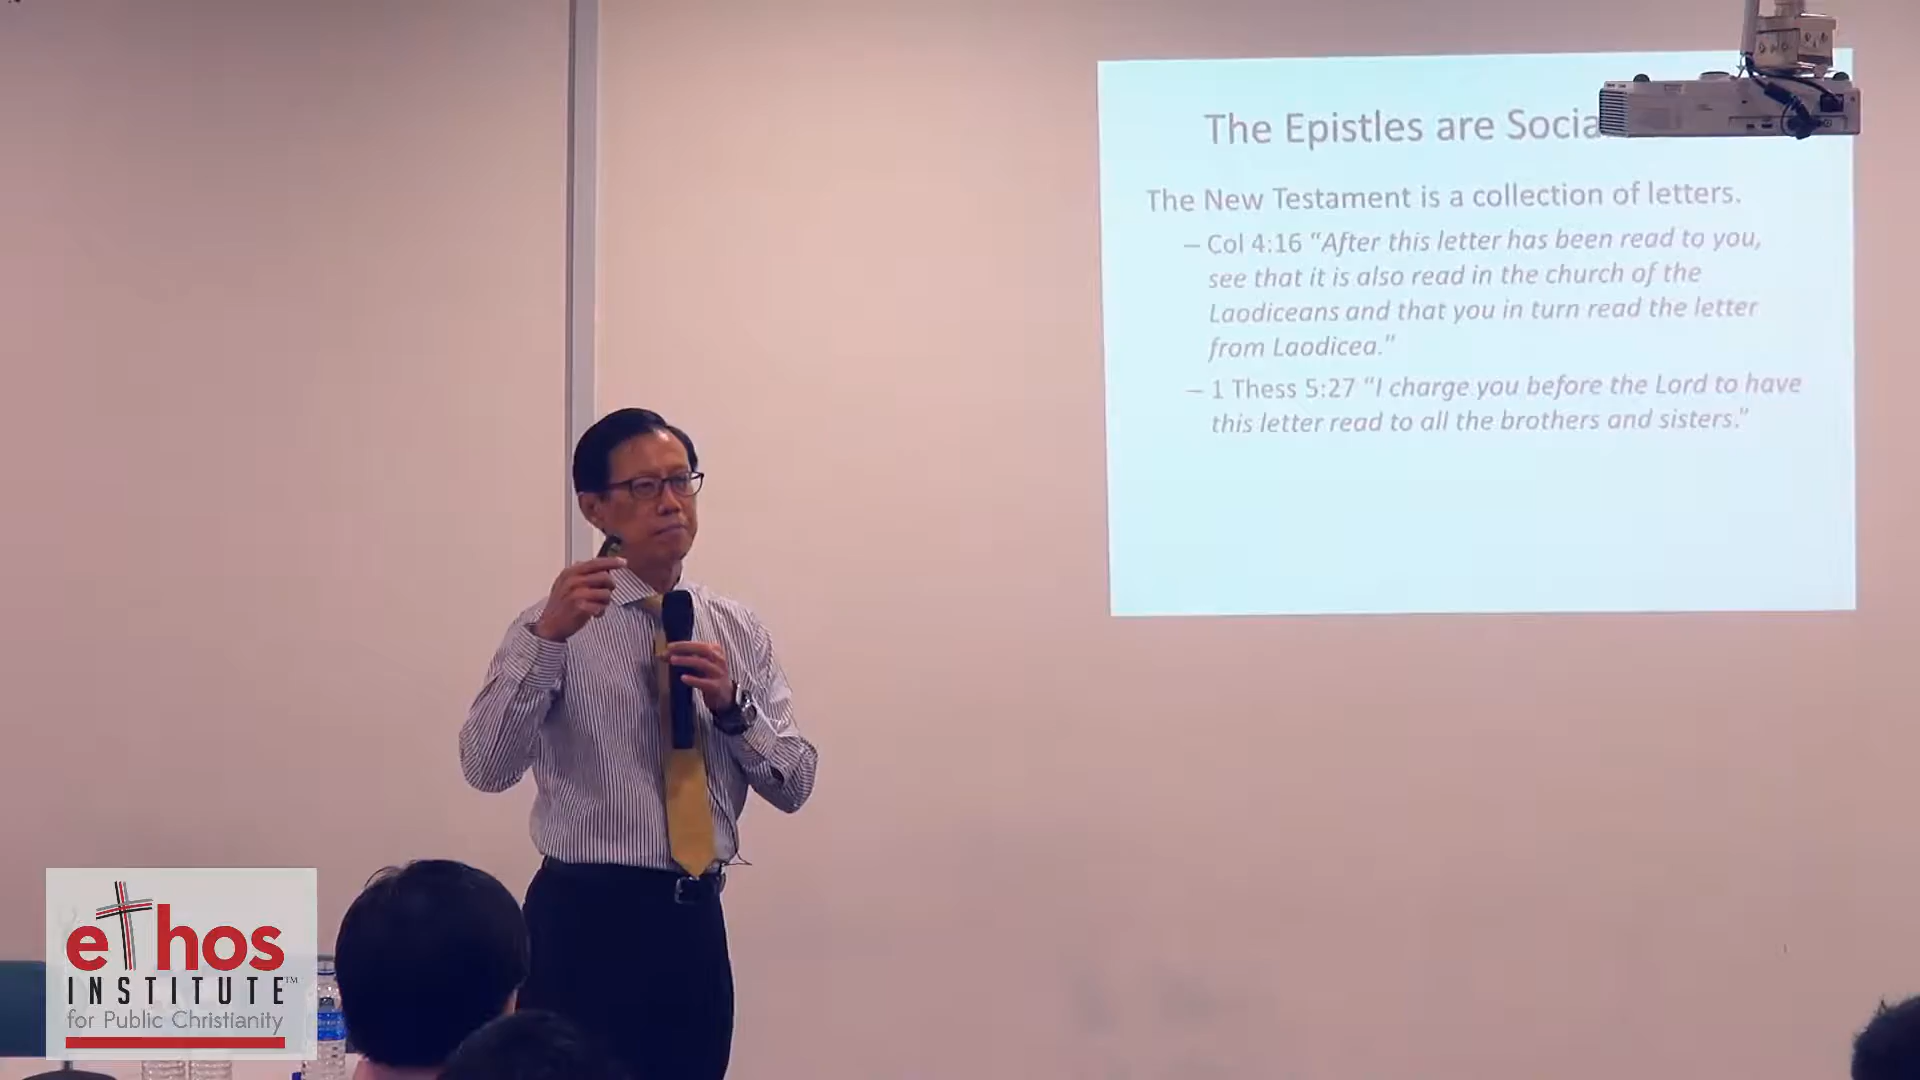 The Epistles are Socia
The New Testament is a collection of letters.
– Col 4:16 “After this letter has been read to you,
see that it is also read in the church of the
Laodiceans and that you in turn read the letter
from Laodicea.”
– 1 Thess 5:27 “I charge you before the Lord to have
this letter read to all the brothers and sisters.”
ethos
INSTITUTE™
for Public Christianity